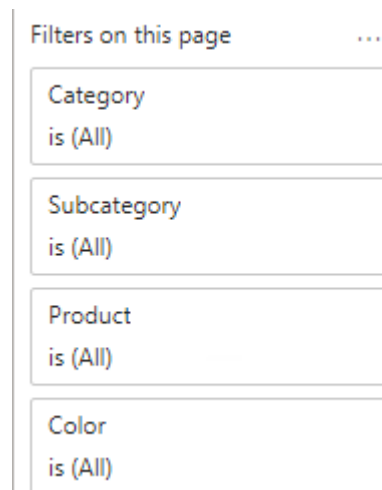 Filters on this page ...
Category
is (All)
Subcategory
is (All)
Product
is (All)
Color
is (All)